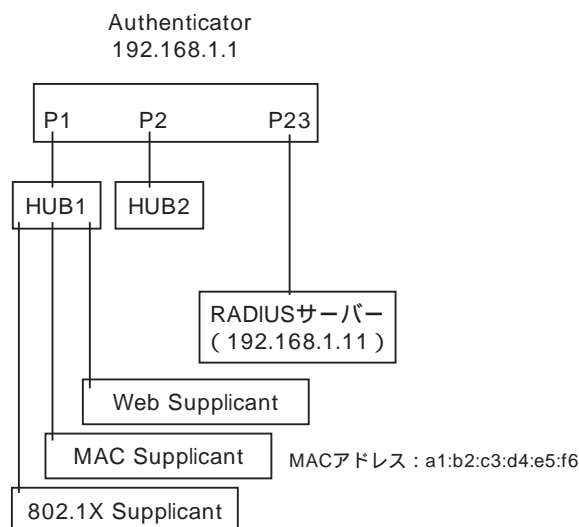 Authenticator
192.168.1.1
P1 P2 P23
HUB1 HUB2
RADIUSサーバー
( 192.168.1.11 )
Web Supplicant
MAC Supplicant MACアドレス : a1:b2:c3:d4:e5:f6
802.1X Supplicant